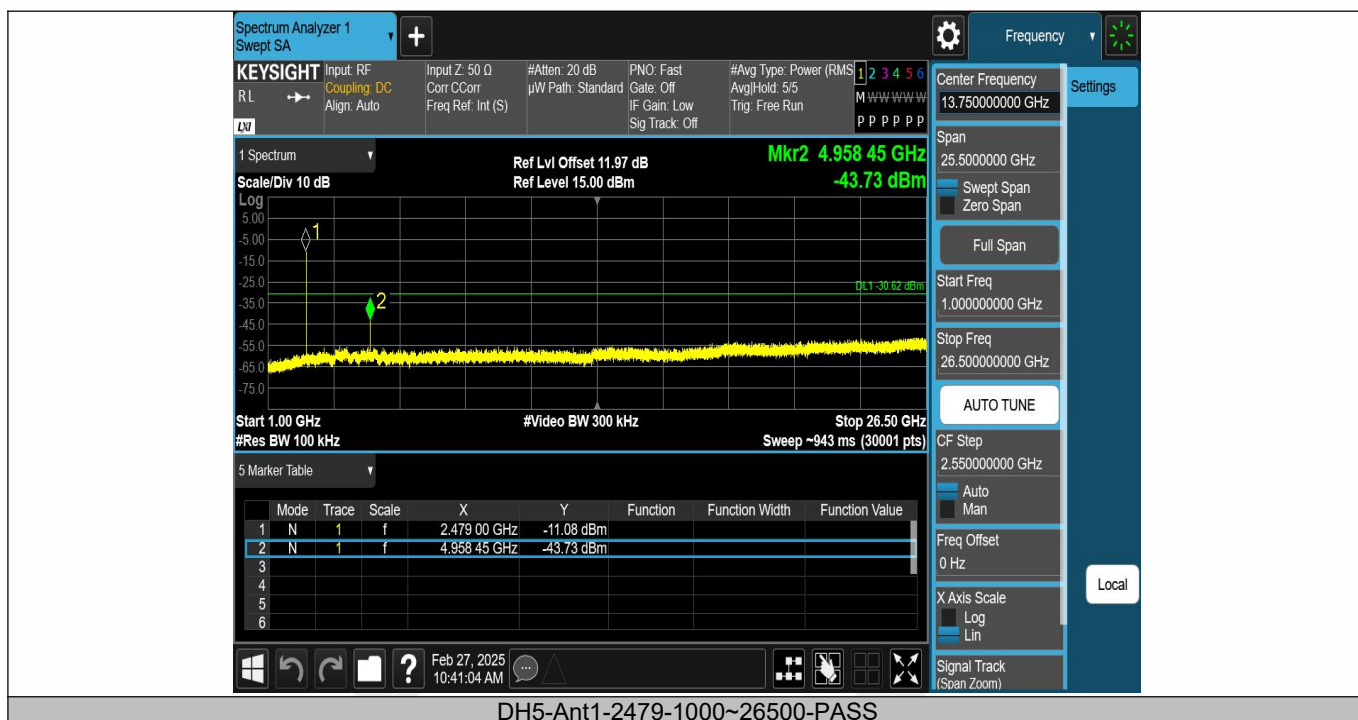 Spectrum Analyzer 1
Swept SA
+
Frequency
KEYSIGHT
RL
LXI
Input: RF
Coupling: DC
Align: Auto
Input Z: 50 Ω
Corr CCorr
Freq Ref: Int (S)
#Atten: 20 dB
µW Path: Standard
PNO: Fast
Gate: Off
IF Gain: Low
Sig Track: Off
#Avg Type: Power (RMS
Avg|Hold: 5/5
Trig: Free Run
1 2 3 4 5 6
M W W W W W
P P P P P P
1 Spectrum
Scale/Div 10 dB
Ref Lvl Offset 11.97 dB
Ref Level 15.00 dBm
Mkr2 4.958 45 GHz
-43.73 dBm
Log
5.00
-5.00
-15.0
-25.0
-35.0
-45.0
-55.0
-65.0
-75.0
1
2
DL1 -30.62 dBm
Start 1.00 GHz
#Video BW 300 kHz
Stop 26.50 GHz
#Res BW 100 kHz
Sweep ~943 ms (30001 pts)
5 Marker Table
Mode Trace Scale X Y Function Function Width Function Value
1 N 1 f 2.479 00 GHz -11.08 dBm
2 N 1 f 4.958 45 GHz -43.73 dBm
3
4
5
6
Feb 27, 2025
10:41:04 AM
?
Center Frequency
13.750000000 GHz
Settings
Span
25.5000000 GHz
Swept Span
Zero Span
Full Span
Start Freq
1.000000000 GHz
Stop Freq
26.500000000 GHz
AUTO TUNE
CF Step
2.550000000 GHz
Auto
Man
Freq Offset
0 Hz
X Axis Scale
Log
Lin
Local
Signal Track
(Span Zoom)
DH5-Ant1-2479-1000~26500-PASS